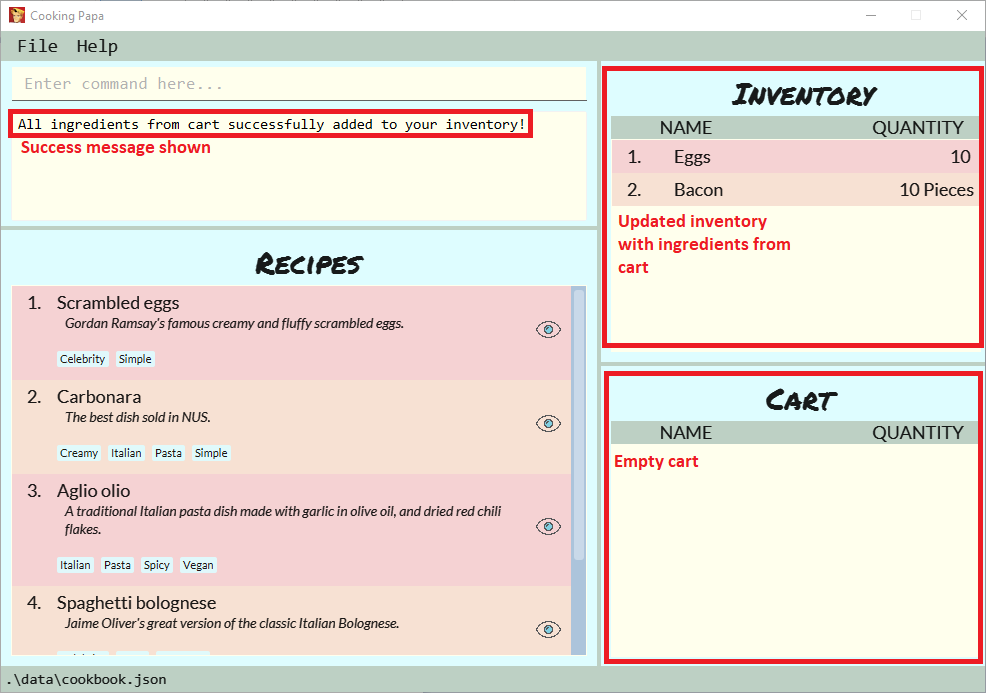 Cooking Papa
File Help
Enter command here...
All ingredients from cart successfully added to your inventory!
Success message shown
Recipes
1. Scrambled eggs
Gordan Ramsay's famous creamy and fluffy scrambled eggs.
Celebrity Simple
2. Carbonara
The best dish sold in NUS.
Creamy Italian Pasta Simple
3. Aglio olio
A traditional Italian pasta dish made with garlic in olive oil, and dried red chili
flakes.
Italian Pasta Spicy Vegan
4. Spaghetti bolognese
Jaime Oliver's great version of the classic Italian Bolognese.
Inventory
NAME QUANTITY
1. Eggs 10
2. Bacon 10 Pieces
Updated inventory
with ingredients from
cart
Cart
NAME QUANTITY
Empty cart
.\data\cookbook.json